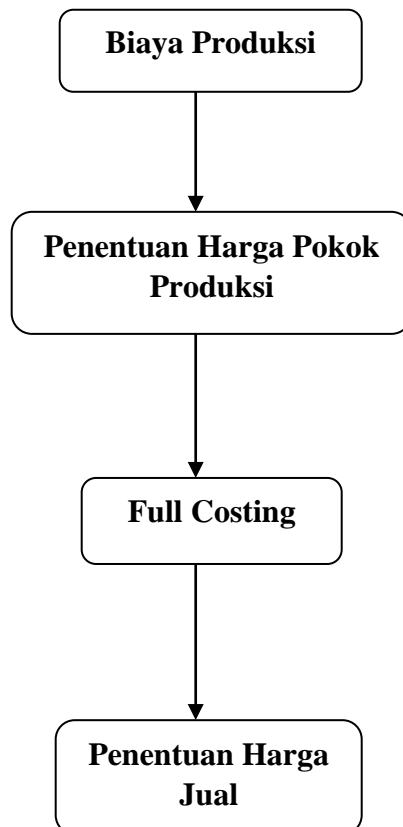 Biaya Produksi
Penentuan Harga Pokok
Produksi
Full Costing
Penentuan Harga
Jual